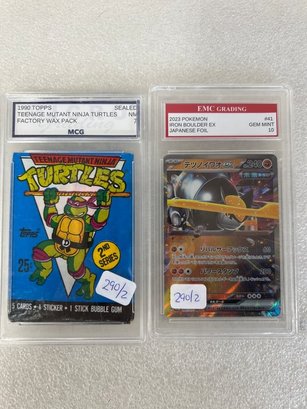 1990 TOPPS SEALED
TEENAGE MUTANT NINJA TURTLES NM
FACTORY WAX PACK
MCG
TEENAGE MUTANT NINJA
TURTLES
2ND
SERIES
TOPPS
25¢
5 CARDS • 1 STICKER • 1 STICK BUBBLE GUM
290/2
EMC GRADING
2023 POKEMON #41
IRON BOULDER EX GEM MINT
JAPANESE FOIL 10
290/2